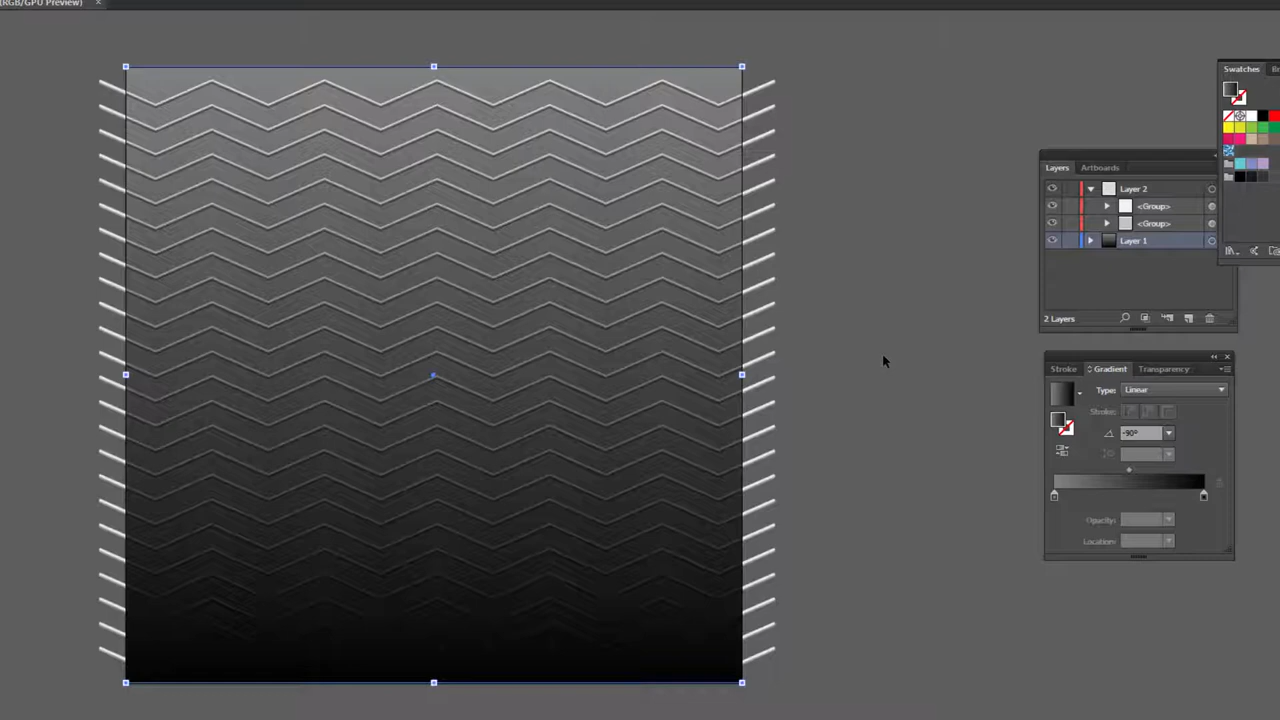 (RGB/GPU Preview) ×
Swatches
Layers Artboards
Layer 2
<Group>
<Group>
Layer 1
2 Layers
Stroke Gradient Transparency
Type: Linear
Stroke:
-90°
Opacity:
Location: